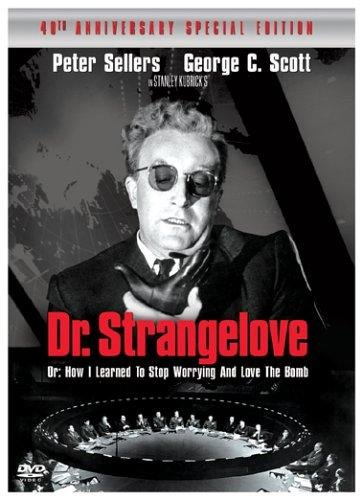 40TH ANNIVERSARY SPECIAL EDITION
Peter Sellers George C. Scott
IN STANLEY KUBRICK'S
Dr. Strangelove
Or: How I Learned To Stop Worrying And Love The Bomb
DVD
VIDEO